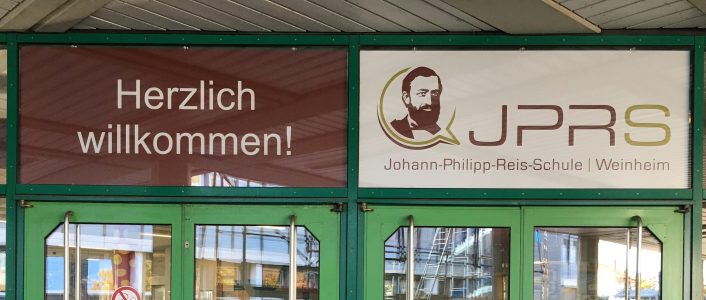 Herzlich
willkommen!
JPRS
Johann-Philipp-Reis-Schule | Weinheim